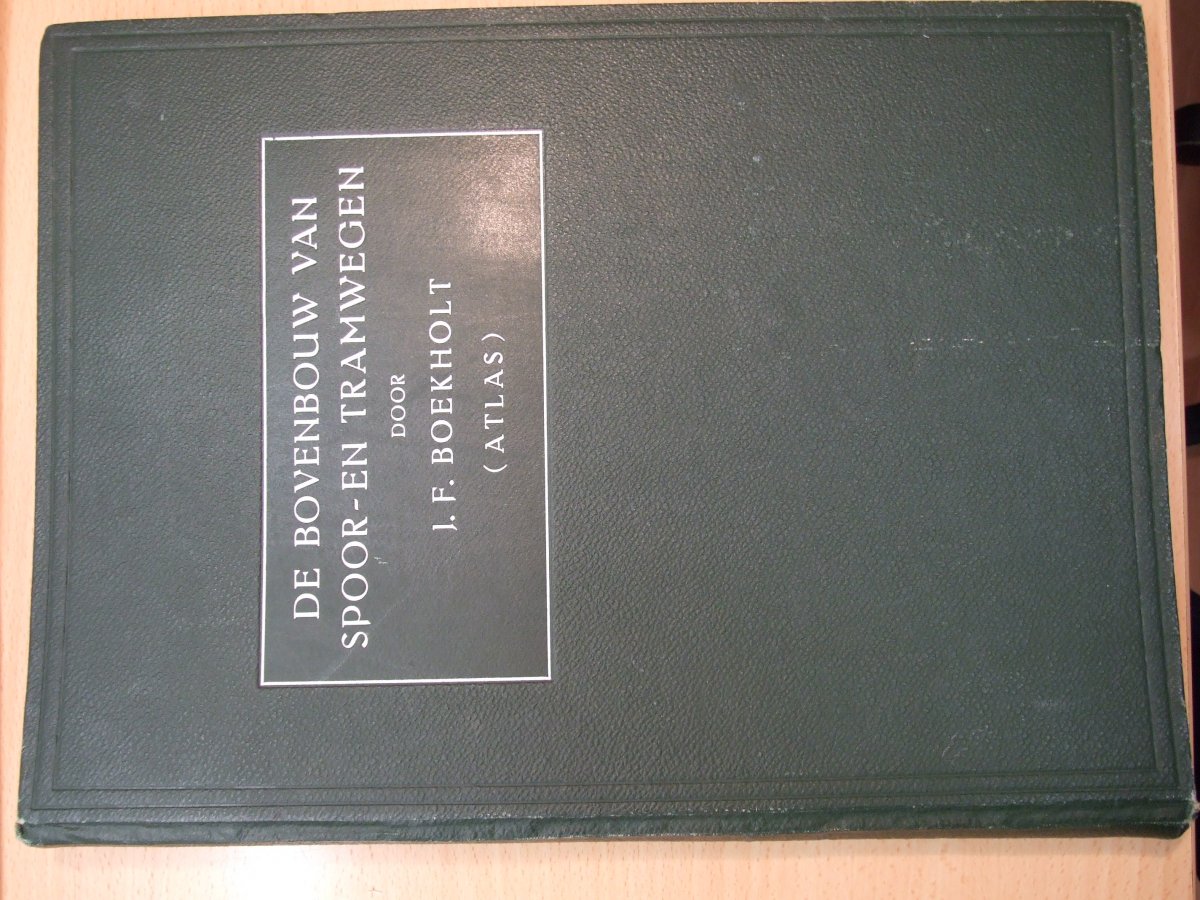 DE BOVENBOUW VAN
SPOOR-EN TRAMWEGEN
DOOR
J. F. BOEKHOLT
(ATLAS)